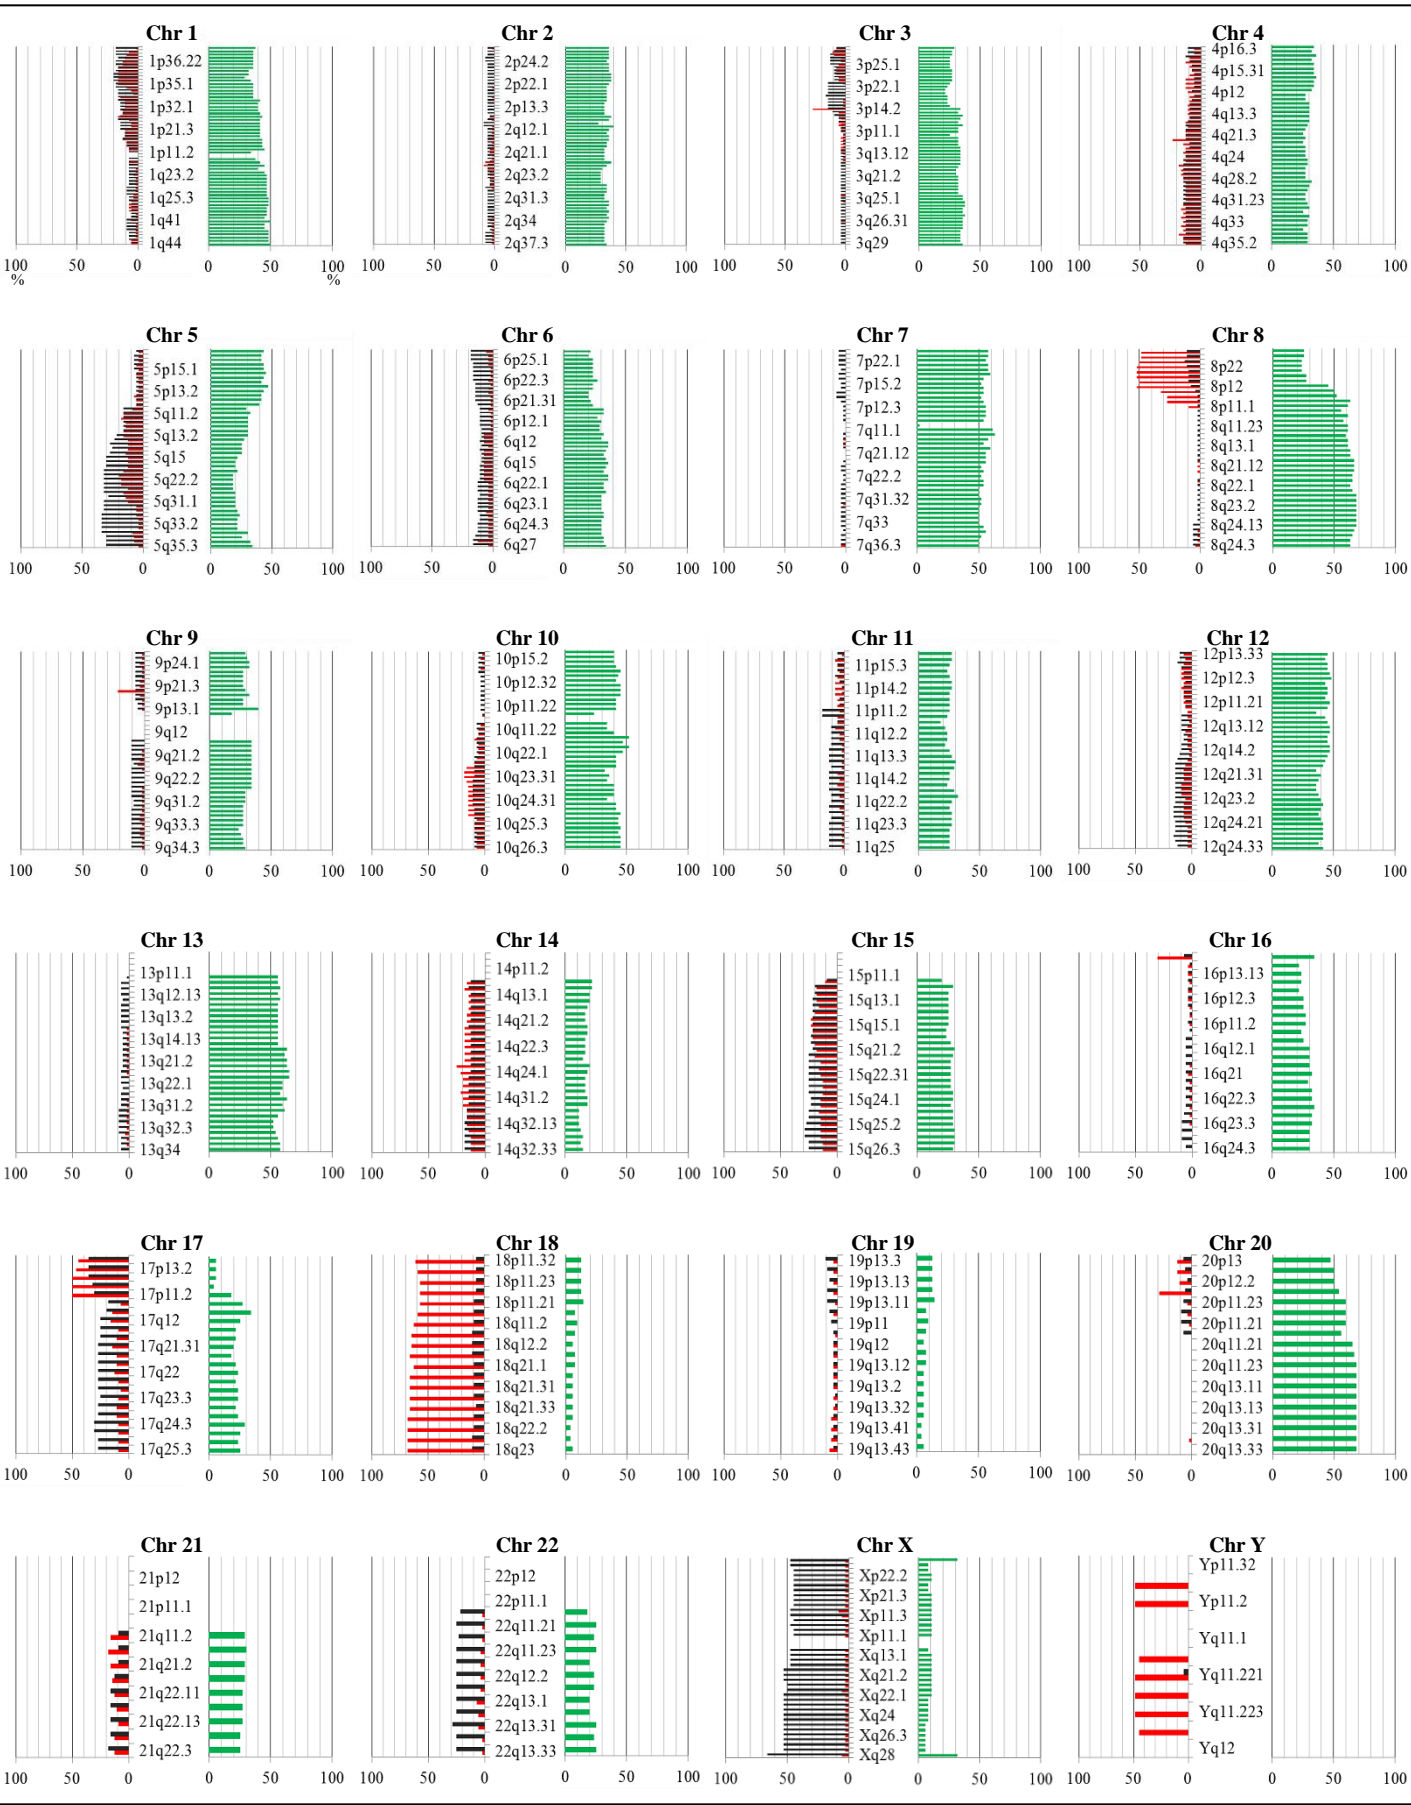 Chr 1
1p36.22
1p35.1
1p32.1
1p21.3
1p11.2
1q23.2
1q25.3
1q41
1q44
100 50 0 0 50 100
% %
Chr 2
2p24.2
2p22.1
2p13.3
2q12.1
2q21.1
2q23.2
2q31.3
2q34
2q37.3
100 50 0 0 50 100
Chr 3
3p25.1
3p22.1
3p14.2
3p11.1
3q13.12
3q21.2
3q25.1
3q26.31
3q29
100 50 0 0 50 100
Chr 4
4p16.3
4p15.31
4p12
4q13.3
4q21.3
4q24
4q28.2
4q31.23
4q33
4q35.2
100 50 0 0 50 100
Chr 5
5p15.1
5p13.2
5q11.2
5q13.2
5q15
5q22.2
5q31.1
5q33.2
5q35.3
100 50 0 0 50 100
Chr 6
6p25.1
6p22.3
6p21.31
6p12.1
6q12
6q15
6q22.1
6q23.1
6q24.3
6q27
100 50 0 0 50 100
Chr 7
7p22.1
7p15.2
7p12.3
7q11.1
7q21.12
7q22.2
7q31.32
7q33
7q36.3
100 50 0 0 50 100
Chr 8
8p22
8p12
8p11.1
8q11.23
8q13.1
8q21.12
8q22.1
8q23.2
8q24.13
8q24.3
100 50 0 0 50 100
Chr 9
9p24.1
9p21.3
9p13.1
9q12
9q21.2
9q22.2
9q31.2
9q33.3
9q34.3
100 50 0 0 50 100
Chr 10
10p15.2
10p12.32
10p11.22
10q11.22
10q22.1
10q23.31
10q24.31
10q25.3
10q26.3
100 50 0 0 50 100
Chr 11
11p15.3
11p14.2
11p11.2
11q12.2
11q13.3
11q14.2
11q22.2
11q23.3
11q25
100 50 0 0 50 100
Chr 12
12p13.33
12p12.3
12p11.21
12q13.12
12q14.2
12q21.31
12q23.2
12q24.21
12q24.33
100 50 0 0 50 100
Chr 13
13p11.1
13q12.13
13q13.2
13q14.13
13q21.2
13q22.1
13q31.2
13q32.3
13q34
100 50 0 0 50 100
Chr 14
14p11.2
14q13.1
14q21.2
14q22.3
14q24.1
14q31.2
14q32.13
14q32.33
100 50 0 0 50 100
Chr 15
15p11.1
15q13.1
15q15.1
15q21.2
15q22.31
15q24.1
15q25.2
15q26.3
100 50 0 0 50 100
Chr 16
16p13.13
16p12.3
16p11.2
16q12.1
16q21
16q22.3
16q23.3
16q24.3
100 50 0 0 50 100
Chr 17
17p13.2
17p11.2
17q12
17q21.31
17q22
17q23.3
17q24.3
17q25.3
100 50 0 0 50 100
Chr 18
18p11.32
18p11.23
18p11.21
18q11.2
18q12.2
18q21.1
18q21.31
18q21.33
18q22.2
18q23
100 50 0 0 50 100
Chr 19
19p13.3
19p13.13
19p13.11
19p11
19q12
19q13.12
19q13.2
19q13.32
19q13.41
19q13.43
100 50 0 0 50 100
Chr 20
20p13
20p12.2
20p11.23
20p11.21
20q11.21
20q11.23
20q13.11
20q13.13
20q13.31
20q13.33
100 50 0 0 50 100
Chr 21
21p12
21p11.1
21q11.2
21q21.2
21q22.11
21q22.13
21q22.3
100 50 0 0 50 100
Chr 22
22p12
22p11.1
22q11.21
22q11.23
22q12.2
22q13.1
22q13.31
22q13.33
100 50 0 0 50 100
Chr X
Xp22.2
Xp21.3
Xp11.3
Xp11.1
Xq13.1
Xq21.2
Xq22.1
Xq24
Xq26.3
Xq28
100 50 0 0 50 100
Chr Y
Yp11.32
Yp11.2
Yq11.1
Yq11.221
Yq11.223
Yq12
100 50 0 0 50 100